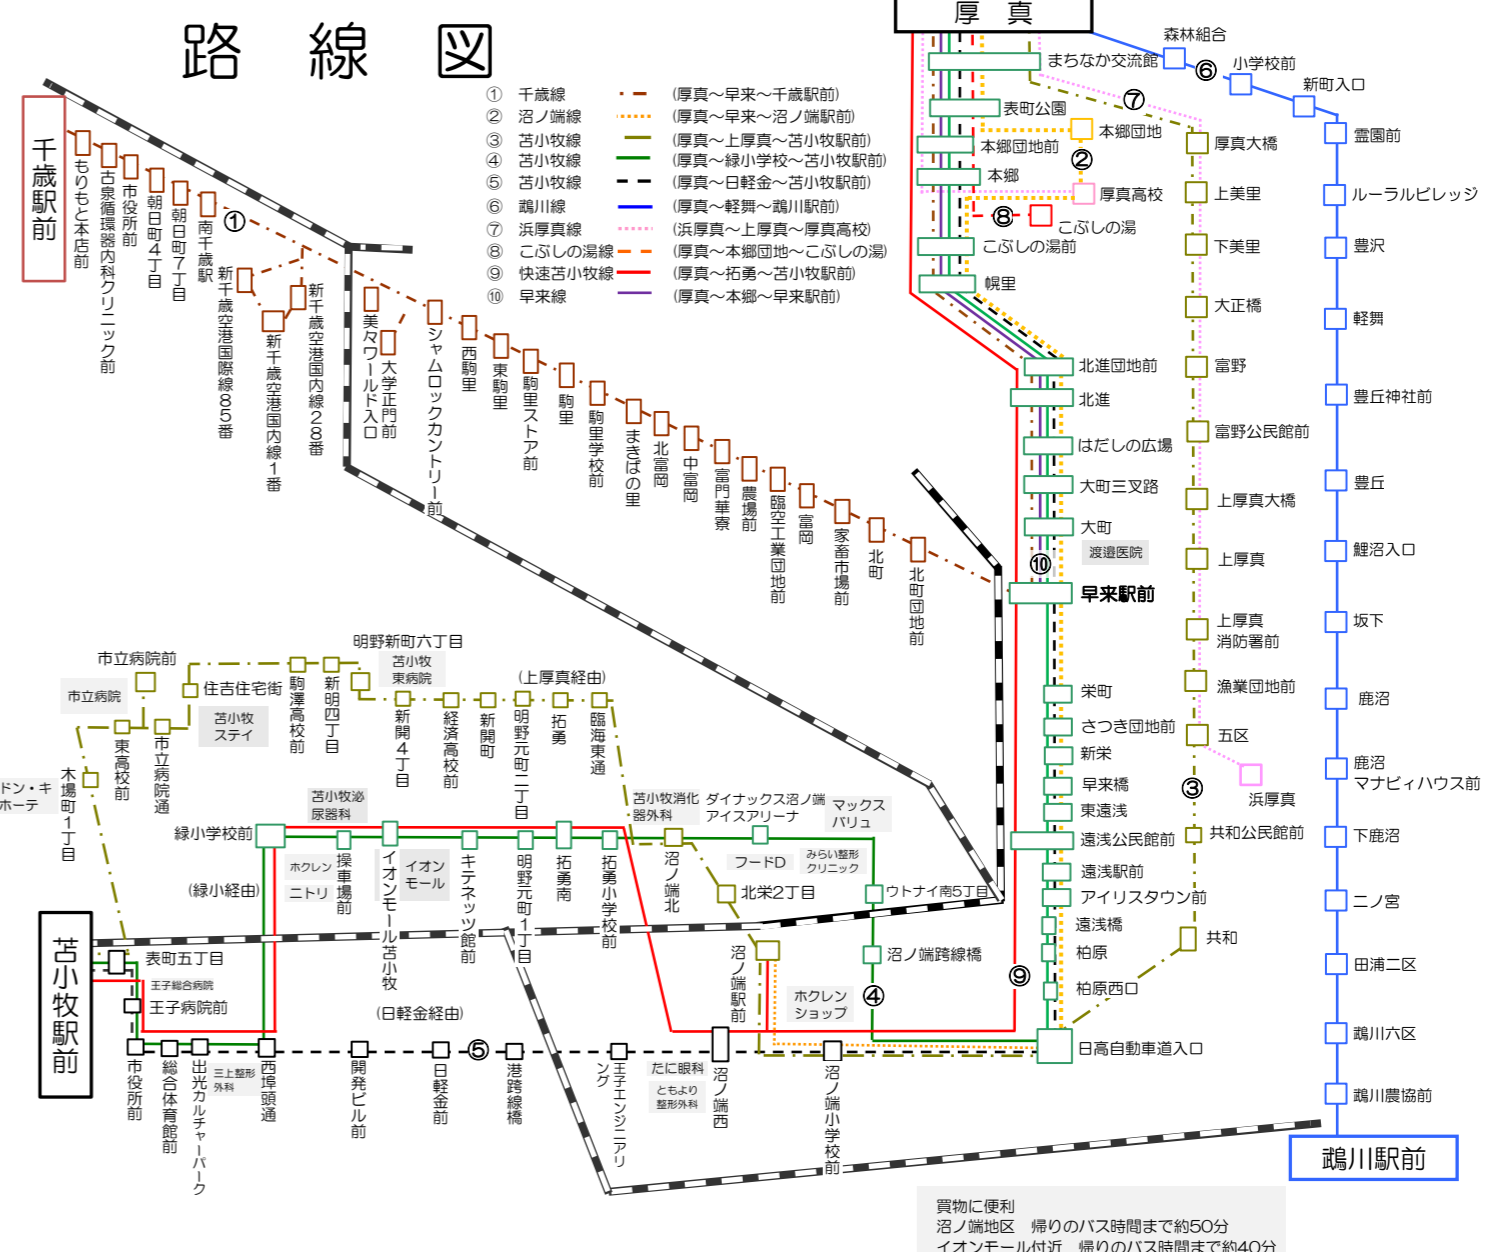 路線図
厚真
① 千歳線 (厚真～早来～千歳駅前)
② 沼ノ端線 (厚真～早来～沼ノ端駅前)
③ 苫小牧線 (厚真～上厚真～苫小牧駅前)
④ 苫小牧線 (厚真～緑小学校～苫小牧駅前)
⑤ 苫小牧線 (厚真～日軽金～苫小牧駅前)
⑥ 鵡川線 (厚真～軽舞～鵡川駅前)
⑦ 浜厚真線 (浜厚真～上厚真～厚真高校)
⑧ こぶしの湯線 (厚真～本郷団地～こぶしの湯)
⑨ 快速苫小牧線 (厚真～拓勇～苫小牧駅前)
⑩ 早来線 (厚真～本郷～早来駅前)
千歳駅前
もりもと本店前
古泉循環器内科クリニック前
市役所前
朝日町4丁目
朝日町7丁目
南千歳駅
①
新千歳空港国際線85番
新千歳空港国内線1番
新千歳空港国内線28番
美々ワールド入口
大学正門前
シャムロックカントリー前
西駒里
東駒里
駒里ストア前
駒里
駒里学校前
まきばの里
北富岡
中富岡
富門華寮
農場前
臨空工業団地前
富岡
家畜市場前
北町
北町団地前
まちなか交流館
表町公園
本郷団地前
本郷
本郷団地
②
厚真高校
⑧
こぶしの湯
こぶしの湯前
幌里
北進団地前
北進
はだしの広場
大町三叉路
大町
渡邉医院
⑩
早来駅前
栄町
さつき団地前
新栄
早来橋
東遠浅
遠浅公民館前
遠浅駅前
アイリスタウン前
遠浅橋
柏原
柏原西口
⑨
日高自動車道入口
⑦
厚真大橋
上美里
下美里
大正橋
富野
富野公民館前
上厚真大橋
上厚真
上厚真
消防署前
漁業団地前
五区
③
浜厚真
共和公民館前
共和
森林組合
⑥
小学校前
新町入口
霊園前
ルーラルビレッジ
豊沢
軽舞
豊丘神社前
豊丘
鯉沼入口
坂下
鹿沼
鹿沼
マナビィハウス前
下鹿沼
二ノ宮
田浦二区
鵡川六区
鵡川農協前
鵡川駅前
市立病院前
市立病院
住吉住宅街
苫小牧
ステイ
東高校前
市立病院通
ドン・キ
ホーテ
木場町1丁目
駒澤高校前
新明四丁目
明野新町六丁目
苫小牧
東病院
新開4丁目
経済高校前
新開町
明野元町二丁目
(上厚真経由)
拓勇
臨海東通
緑小学校前
(緑小経由)
苫小牧泌
尿器科
ホクレン
ニトリ
操車場前
イオンモール苫小牧
イオン
モール
キテネッツ館前
明野元町1丁目
拓勇南
拓勇小学校前
苫小牧消化
器外科
沼ノ端北
ダイナックス沼ノ端
アイスアリーナ
マックス
バリュ
フードD
みらい整形
クリニック
北栄2丁目
ウトナイ南5丁目
沼ノ端跨線橋
沼ノ端駅前
ホクレン
ショップ
④
苫小牧駅前
表町五丁目
王子総合病院
王子病院前
(日軽金経由)
市役所前
総合体育館前
出光カルチャーパーク
三上整形
外科
西埠頭通
開発ビル前
日軽金前
⑤
港跨線橋
王子エンジニアリング
たに眼科
ともより
整形外科
沼ノ端西
沼ノ端小学校前
買物に便利
沼ノ端地区 帰りのバス時間まで約50分
イオンモール付近 帰りのバス時間まで約40分